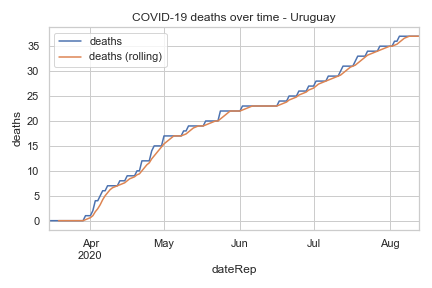 COVID-19 deaths over time - Uruguay
deaths
deaths (rolling)
35
30
25
20
15
10
5
0
deaths
Apr
2020
May
Jun
Jul
Aug
dateRep